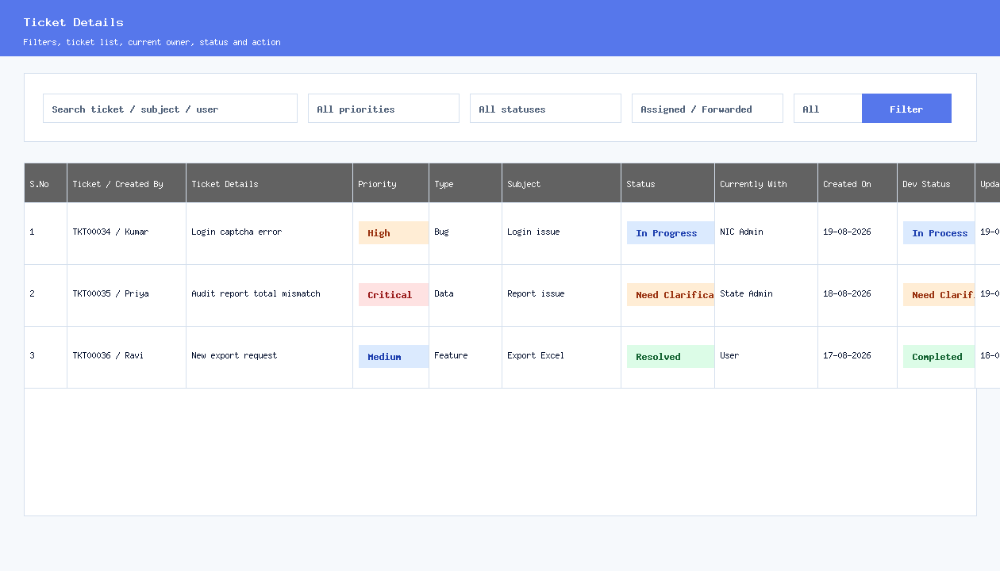 Ticket Details
Filters, ticket list, current owner, status and action
Search ticket / subject / user All priorities All statuses Assigned / Forwarded All Filter
S.No Ticket / Created By Ticket Details Priority Type Subject Status Currently With Created On Dev Status Upda
1 TKT00034 / Kumar Login captcha error High Bug Login issue In Progress NIC Admin 19-08-2026 In Process 19-0
2 TKT00035 / Priya Audit report total mismatch Critical Data Report issue Need Clarifica State Admin 18-08-2026 Need Clarif 19-0
3 TKT00036 / Ravi New export request Medium Feature Export Excel Resolved User 17-08-2026 Completed 18-0